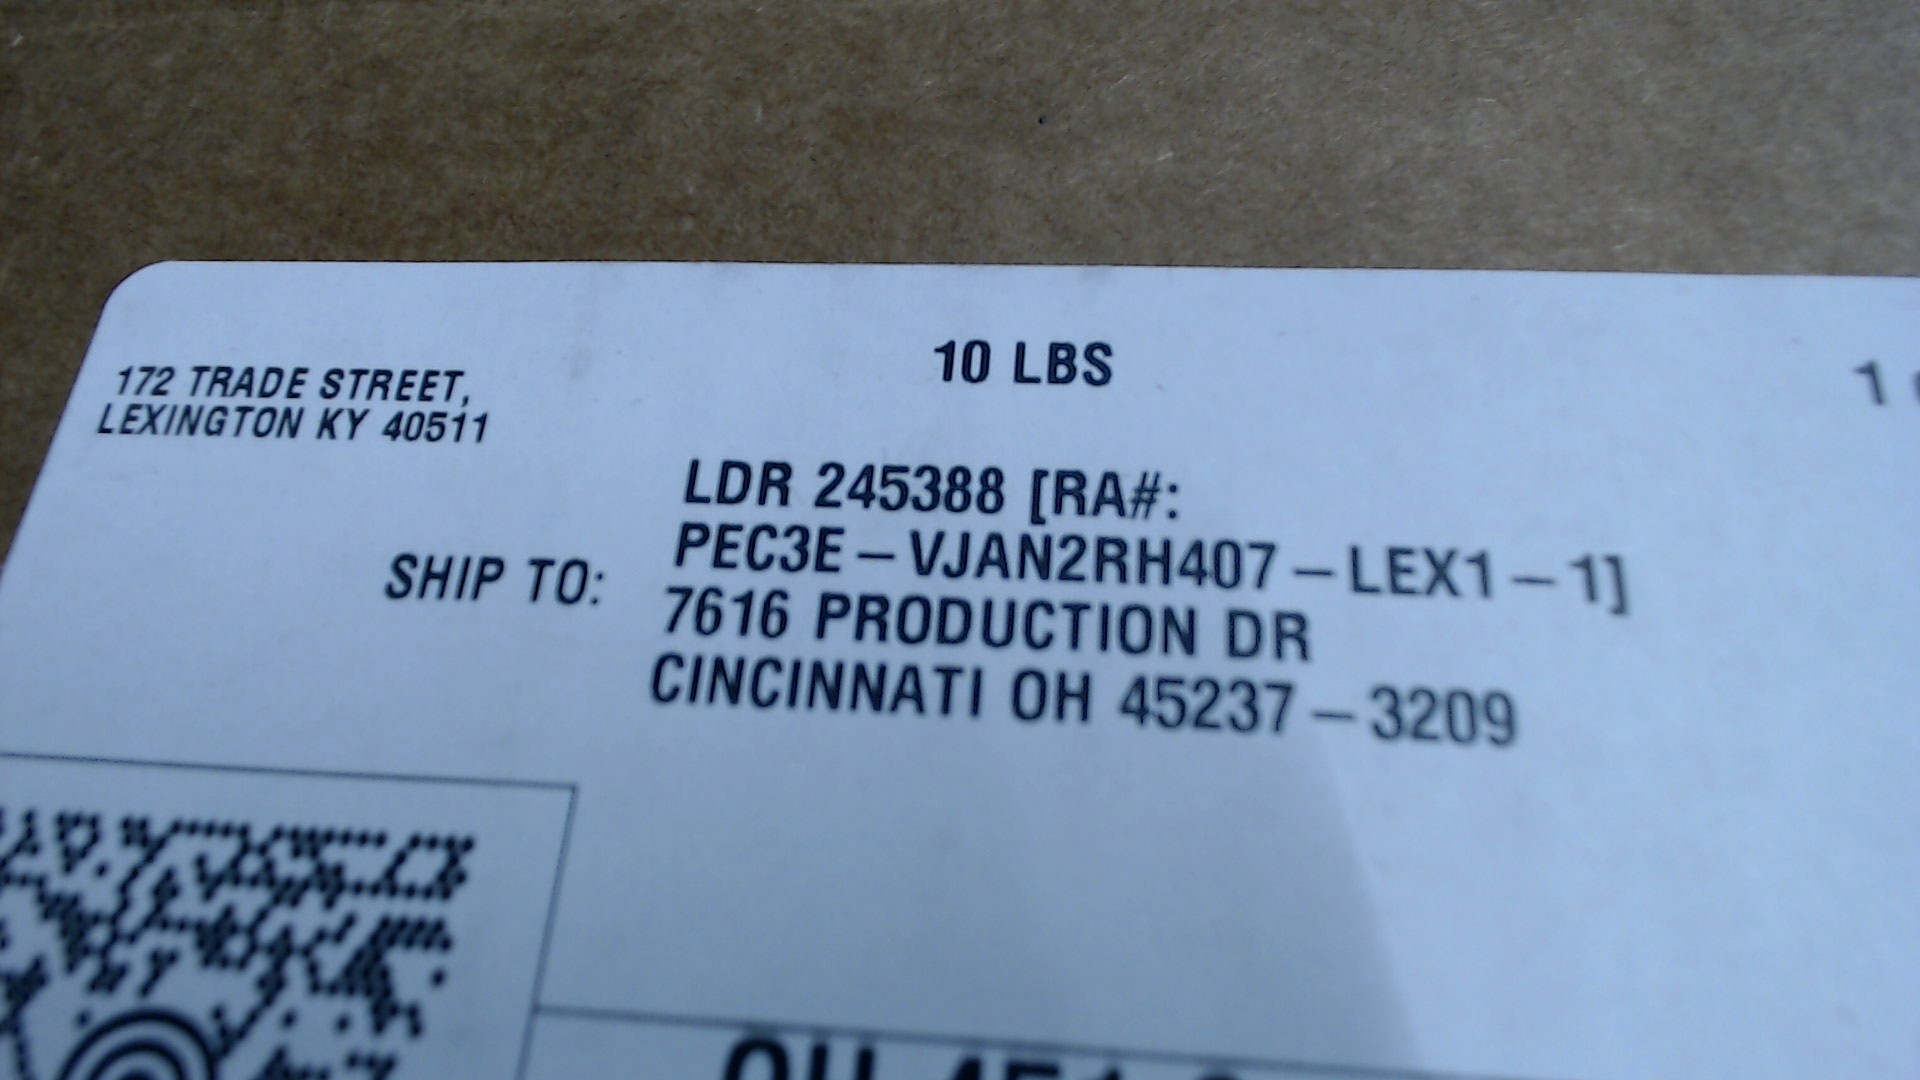 10 LBS
1
172 TRADE STREET,
LEXINGTON KY 40511
LDR 245388 [RA#:
SHIP TO: PEC3E-VJAN2RH407-LEX1-1]
7616 PRODUCTION DR
CINCINNATI OH 45237-3209